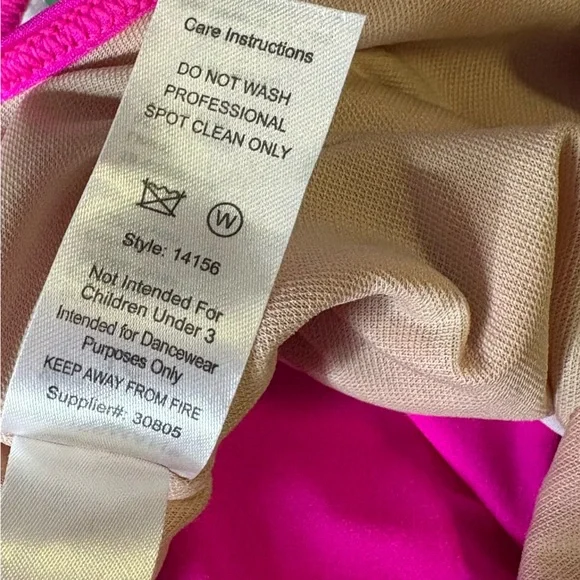 Care Instructions
DO NOT WASH
PROFESSIONAL
SPOT CLEAN ONLY
W
Style: 14156
Not Intended For
Children Under 3
Intended for Dancewear
Purposes Only
KEEP AWAY FROM FIRE
Supplier#: 30805